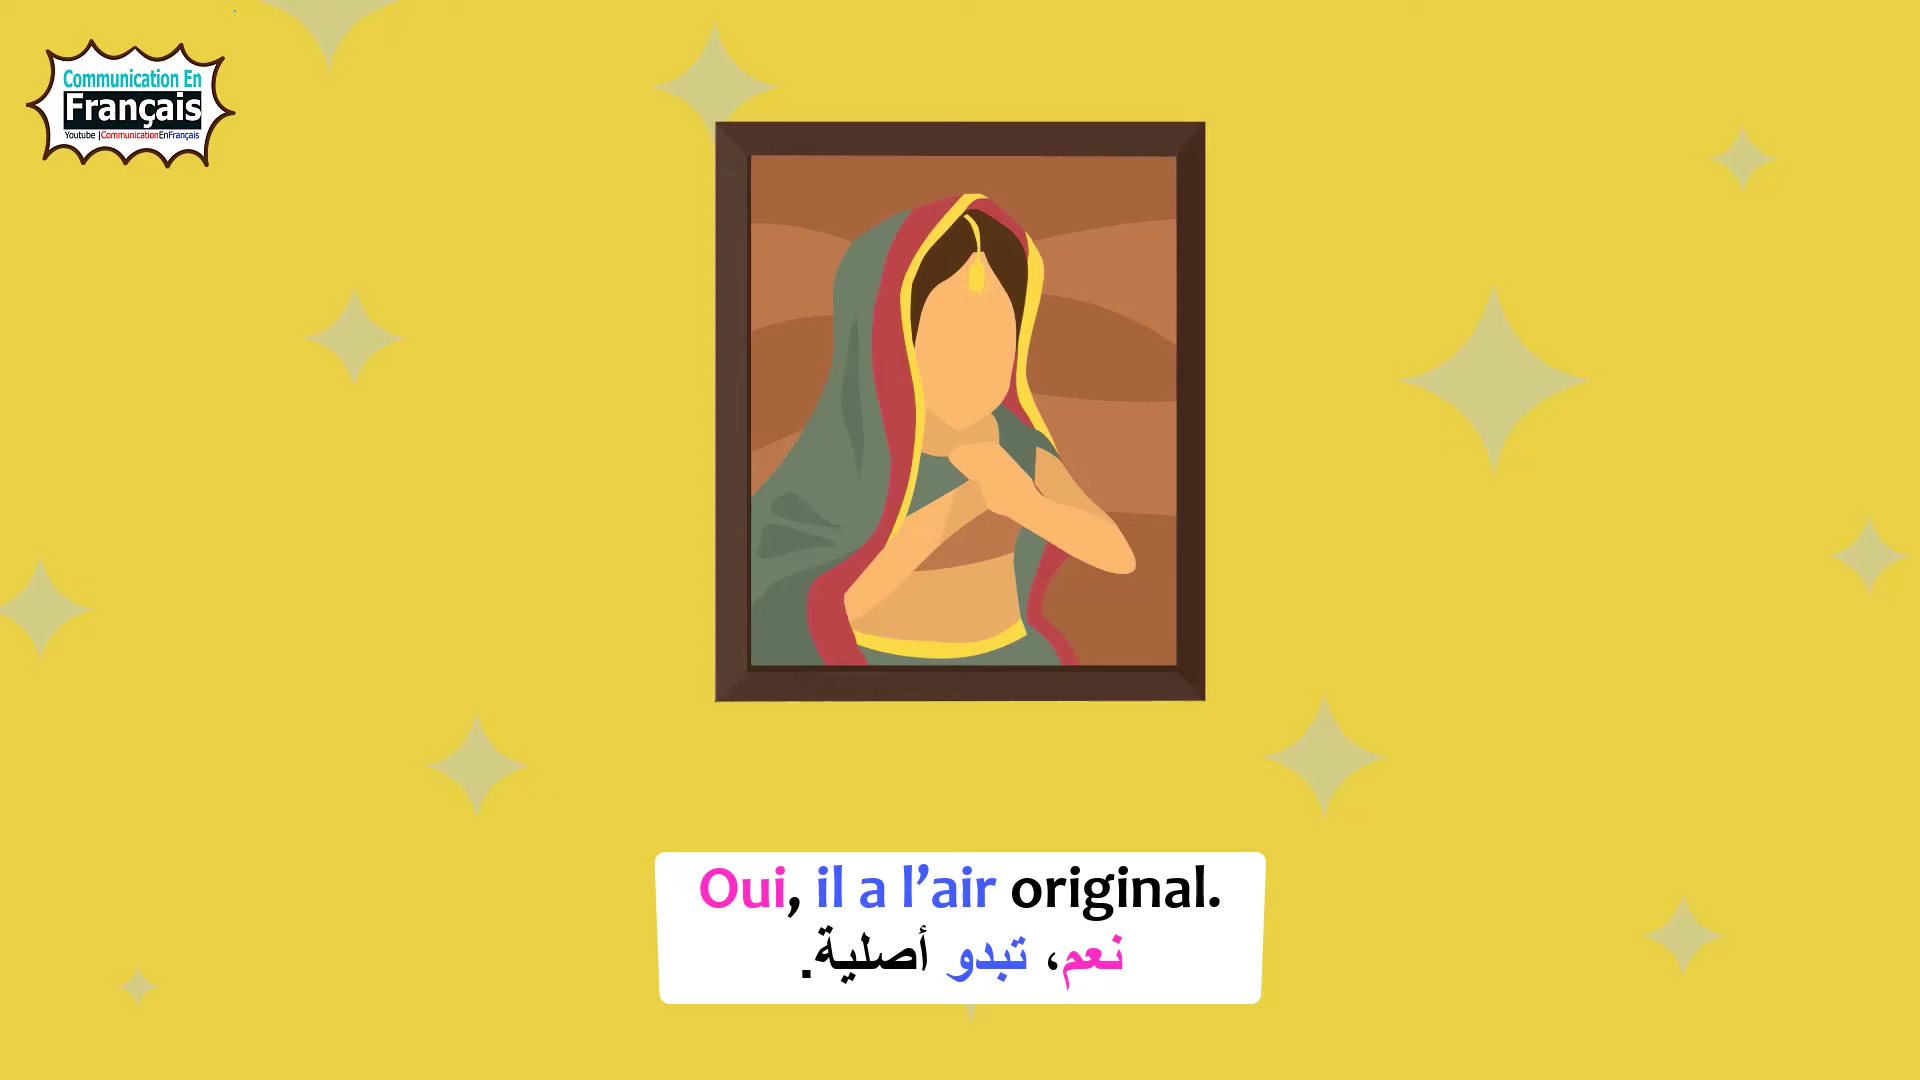 Communication En
Français
Youtube |CommunicationEnFrançais
Oui, il a l’air original.
نعم، تبدو أصلية.